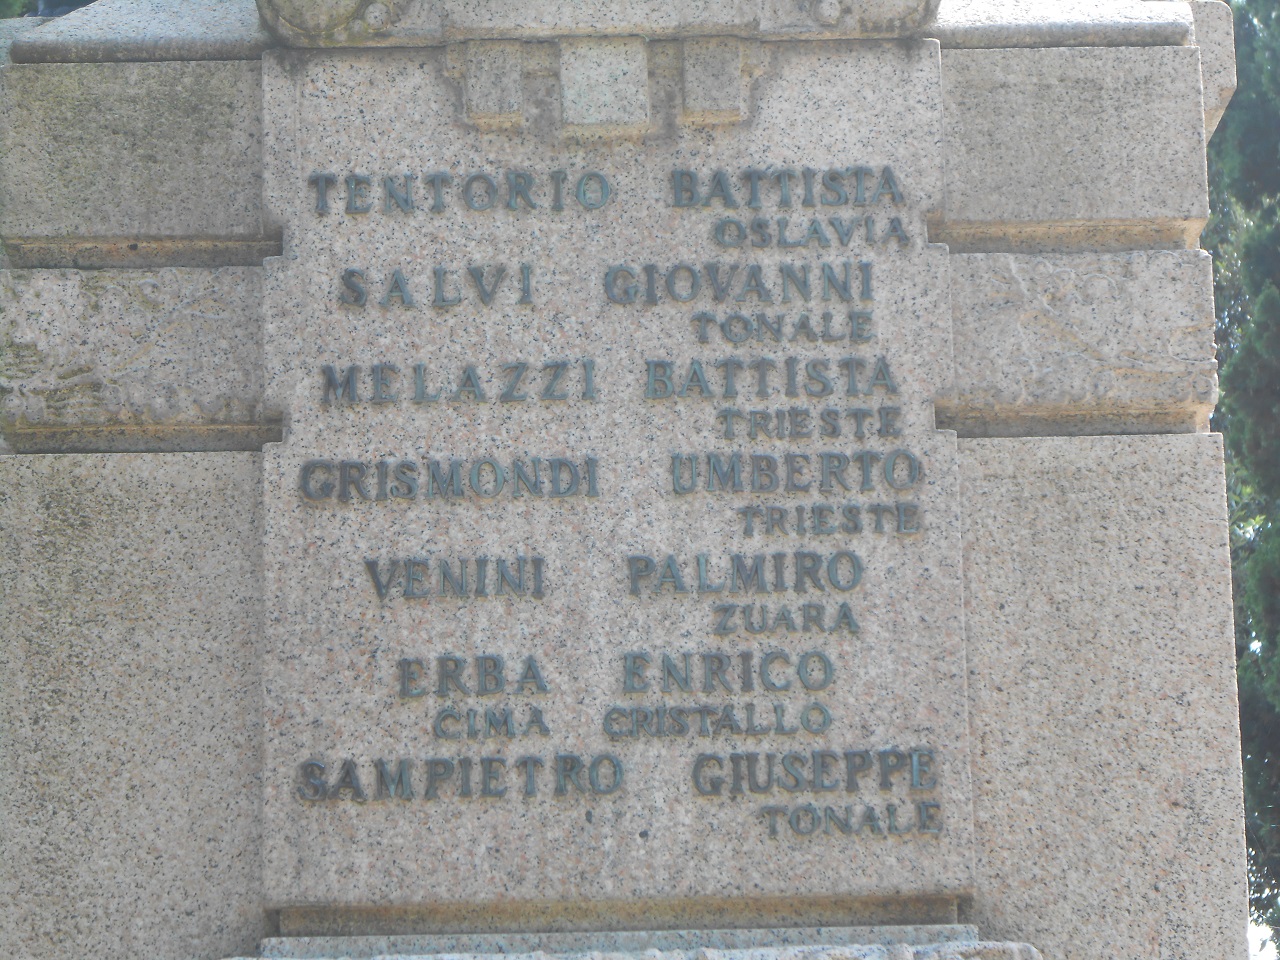 TENTORIO BATTISTA
OSLAVIA
SALVI GIOVANNI
TONALE
MELAZZI BATTISTA
TRIESTE
GRISMONDI UMBERTO
TRIESTE
VENINI PALMIRO
ZUARA
ERBA ENRICO
CIMA CRISTALLO
SAMPIETRO GIUSEPPE
TONALE